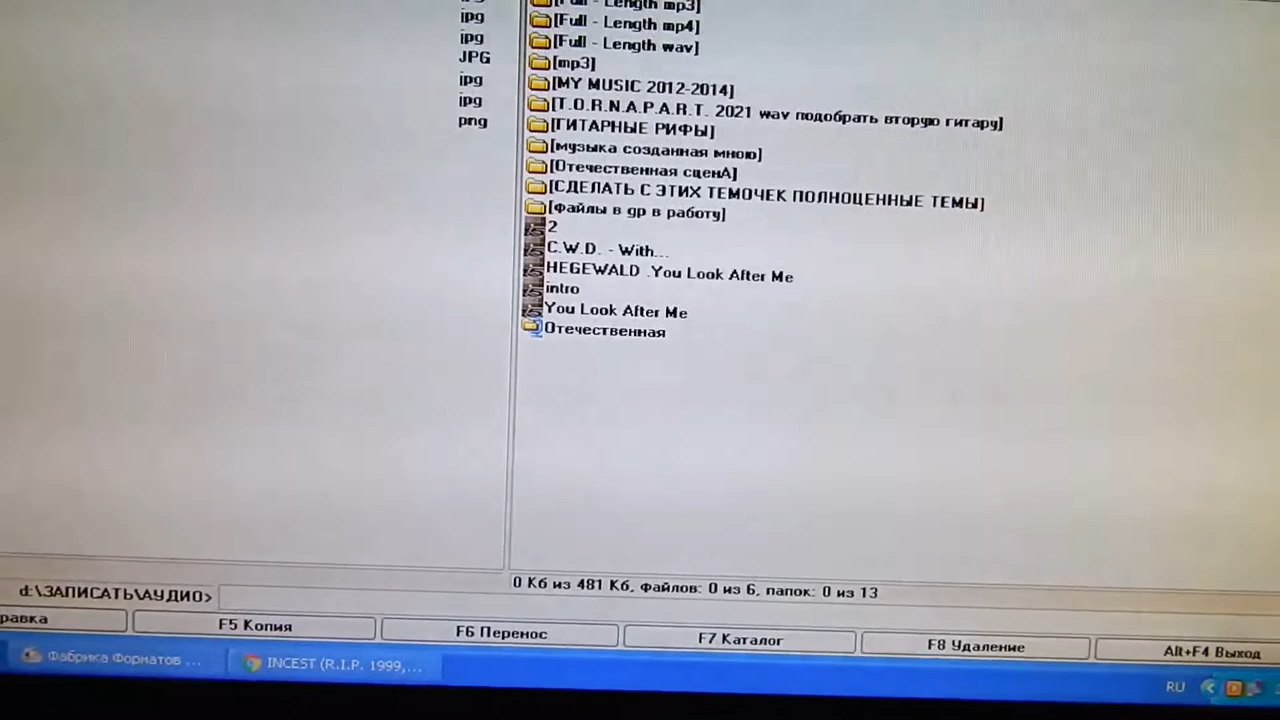 jpg
jpg
JPG
jpg
jpg
png
[Full - Length mp3]
[Full - Length mp4]
[Full - Length wav]
[mp3]
[MY MUSIC 2012-2014]
[T.O.R.N.A.P.A.R.T. 2021 wav подобрать вторую гитару]
[ГИТАРНЫЕ РИФЫ]
[музыка созданная мною]
[Отечественная сценА]
[СДЕЛАТЬ С ЭТИХ ТЕМОЧЕК ПОЛНОЦЕННЫЕ ТЕМЫ]
[файлы в gp в работу]
2
C.W.D. - With...
HEGEWALD .You Look After Me
intro
You Look After Me
Отечественная
0 Кб из 481 Кб, файлов: 0 из 6, папок: 0 из 13
d:\ЗАПИСАТЬ\АУДИО>
равка
F5 Копия
F6 Перенос
F7 Каталог
F8 Удаление
Alt+F4 Выход
Фабрика Форматов ...
INCEST (R.I.P. 1999,...
RU